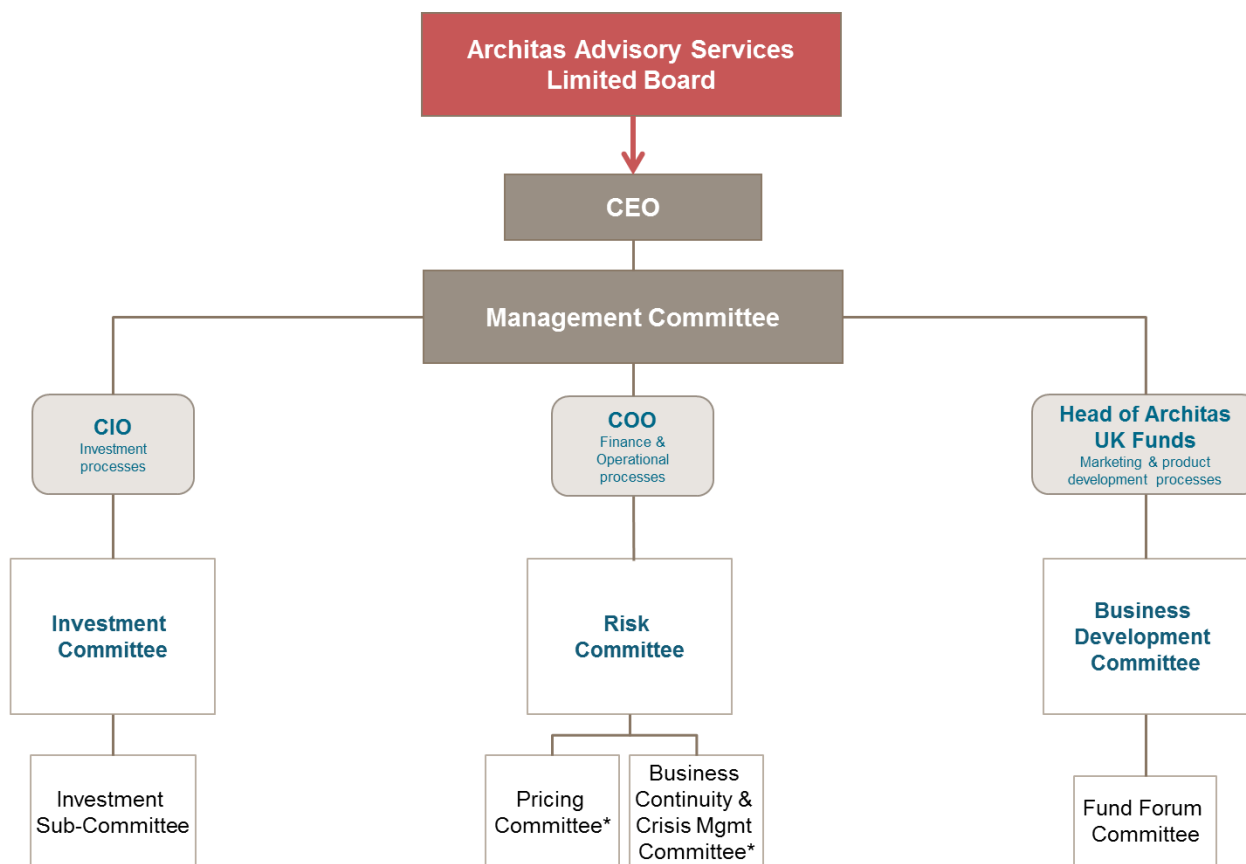 Architas Advisory Services
Limited Board
CEO
Management Committee
CIO
Investment
processes
COO
Finance &
Operational
processes
Head of Architas
UK Funds
Marketing & product
development processes
Investment
Committee
Risk
Committee
Business
Development
Committee
Investment
Sub-Committee
Pricing
Committee*
Business
Continuity &
Crisis Mgmt
Committee*
Fund Forum
Committee